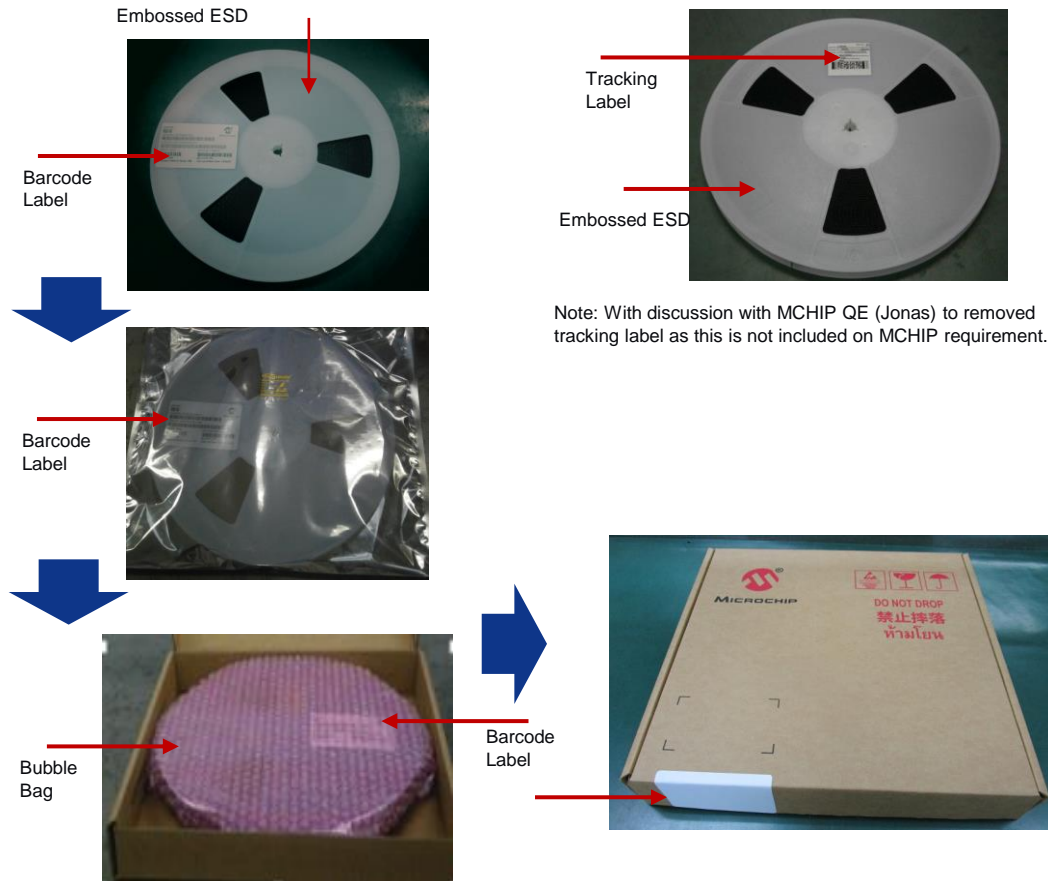 Embossed ESD
Barcode
Label
Tracking
Label
Embossed ESD
Note: With discussion with MCHIP QE (Jonas) to removed
tracking label as this is not included on MCHIP requirement.
Barcode
Label
Bubble
Bag
Barcode
Label
MICROCHIP
DO NOT DROP
禁止摔落
ห้ามโยน